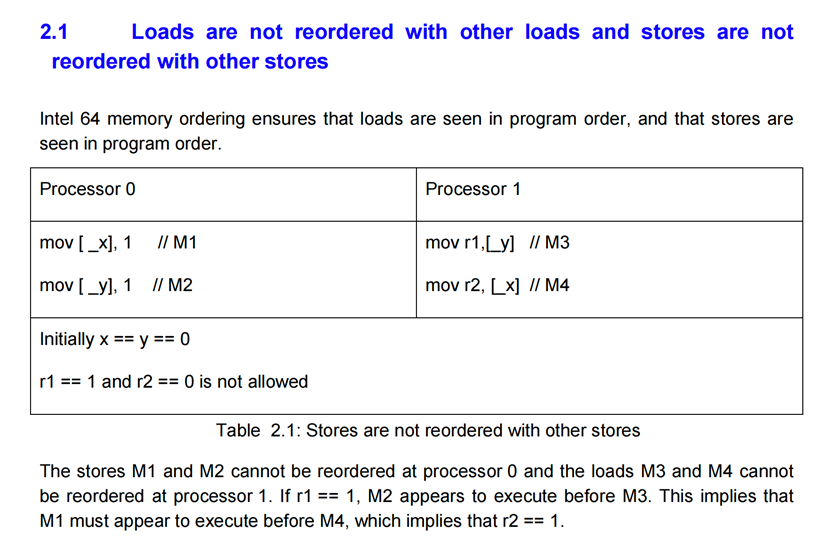 2.1 Loads are not reordered with other loads and stores are not
reordered with other stores
Intel 64 memory ordering ensures that loads are seen in program order, and that stores are
seen in program order.
Processor 0
Processor 1
mov [ _x], 1 // M1
mov r1,[_y] // M3
mov [ _y], 1 // M2
mov r2, [_x] // M4
Initially x == y == 0
r1 == 1 and r2 == 0 is not allowed
Table 2.1: Stores are not reordered with other stores
The stores M1 and M2 cannot be reordered at processor 0 and the loads M3 and M4 cannot
be reordered at processor 1. If r1 == 1, M2 appears to execute before M3. This implies that
M1 must appear to execute before M4, which implies that r2 == 1.